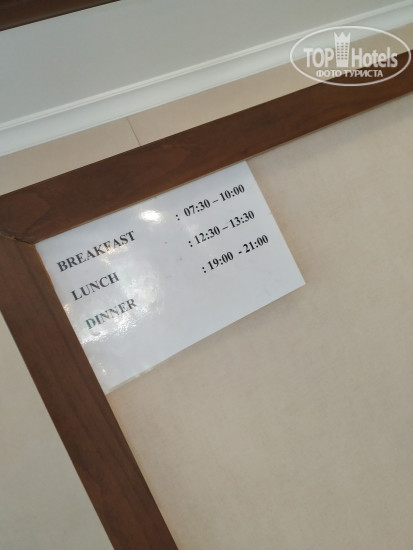 TOP Hotels
ФОТО ТУРИСТА
BREAKFAST : 07:30 – 10:00
LUNCH : 12:30 – 13:30
DINNER : 19:00 - 21:00